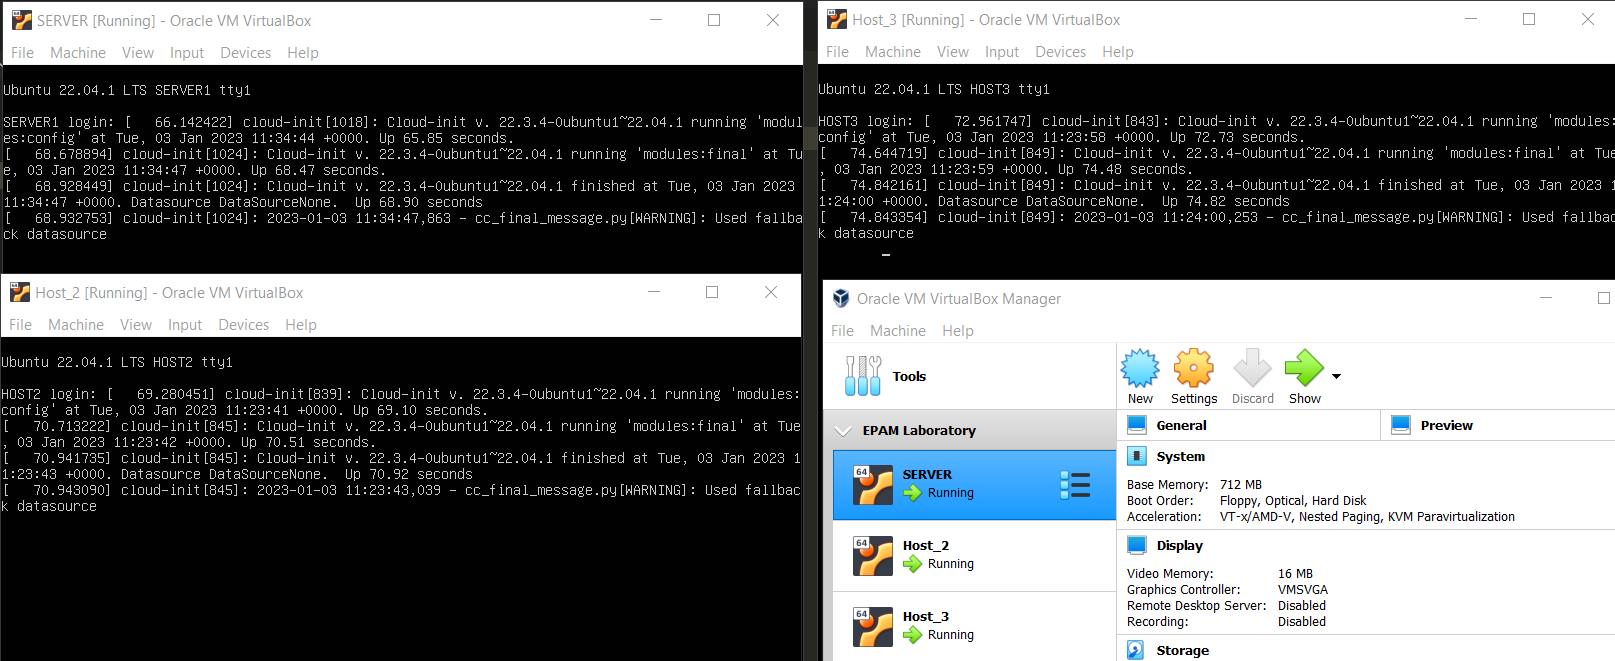 SERVER [Running] - Oracle VM VirtualBox
File Machine View Input Devices Help
Ubuntu 22.04.1 LTS SERVER1 tty1
SERVER1 login: [   66.142422] cloud-init[1018]: Cloud-init v. 22.3.4-0ubuntu1~22.04.1 running 'modul
es:config' at Tue, 03 Jan 2023 11:34:44 +0000. Up 65.85 seconds.
[   68.678894] cloud-init[1024]: Cloud-init v. 22.3.4-0ubuntu1~22.04.1 running 'modules:final' at Tu
e, 03 Jan 2023 11:34:47 +0000. Up 68.47 seconds.
[   68.928449] cloud-init[1024]: Cloud-init v. 22.3.4-0ubuntu1~22.04.1 finished at Tue, 03 Jan 2023
11:34:47 +0000. Datasource DataSourceNone.  Up 68.90 seconds
[   68.932753] cloud-init[1024]: 2023-01-03 11:34:47,863 - cc_final_message.py[WARNING]: Used fallba
ck datasource
Host_2 [Running] - Oracle VM VirtualBox
File Machine View Input Devices Help
Ubuntu 22.04.1 LTS HOST2 tty1
HOST2 login: [   69.280451] cloud-init[839]: Cloud-init v. 22.3.4-0ubuntu1~22.04.1 running 'modules:
config' at Tue, 03 Jan 2023 11:23:41 +0000. Up 69.10 seconds.
[   70.713222] cloud-init[845]: Cloud-init v. 22.3.4-0ubuntu1~22.04.1 running 'modules:final' at Tue
, 03 Jan 2023 11:23:42 +0000. Up 70.51 seconds.
[   70.941735] cloud-init[845]: Cloud-init v. 22.3.4-0ubuntu1~22.04.1 finished at Tue, 03 Jan 2023 1
1:23:43 +0000. Datasource DataSourceNone.  Up 70.92 seconds
[   70.943090] cloud-init[845]: 2023-01-03 11:23:43,039 - cc_final_message.py[WARNING]: Used fallbac
k datasource
Host_3 [Running] - Oracle VM VirtualBox
File Machine View Input Devices Help
Ubuntu 22.04.1 LTS HOST3 tty1
HOST3 login: [   72.961747] cloud-init[843]: Cloud-init v. 22.3.4-0ubuntu1~22.04.1 running 'modules:
config' at Tue, 03 Jan 2023 11:23:58 +0000. Up 72.73 seconds.
[   74.644719] cloud-init[849]: Cloud-init v. 22.3.4-0ubuntu1~22.04.1 running 'modules:final' at Tue
, 03 Jan 2023 11:23:59 +0000. Up 74.48 seconds.
[   74.842161] cloud-init[849]: Cloud-init v. 22.3.4-0ubuntu1~22.04.1 finished at Tue, 03 Jan 2023 1
1:24:00 +0000. Datasource DataSourceNone.  Up 74.82 seconds
[   74.843354] cloud-init[849]: 2023-01-03 11:24:00,253 - cc_final_message.py[WARNING]: Used fallbac
k datasource
Oracle VM VirtualBox Manager
File Machine Help
Tools
New Settings Discard Show
EPAM Laboratory
64 SERVER
Running
64 Host_2
Running
64 Host_3
Running
General
Preview
System
Base Memory: 712 MB
Boot Order: Floppy, Optical, Hard Disk
Acceleration: VT-x/AMD-V, Nested Paging, KVM Paravirtualization
Display
Video Memory: 16 MB
Graphics Controller: VMSVGA
Remote Desktop Server: Disabled
Recording: Disabled
Storage